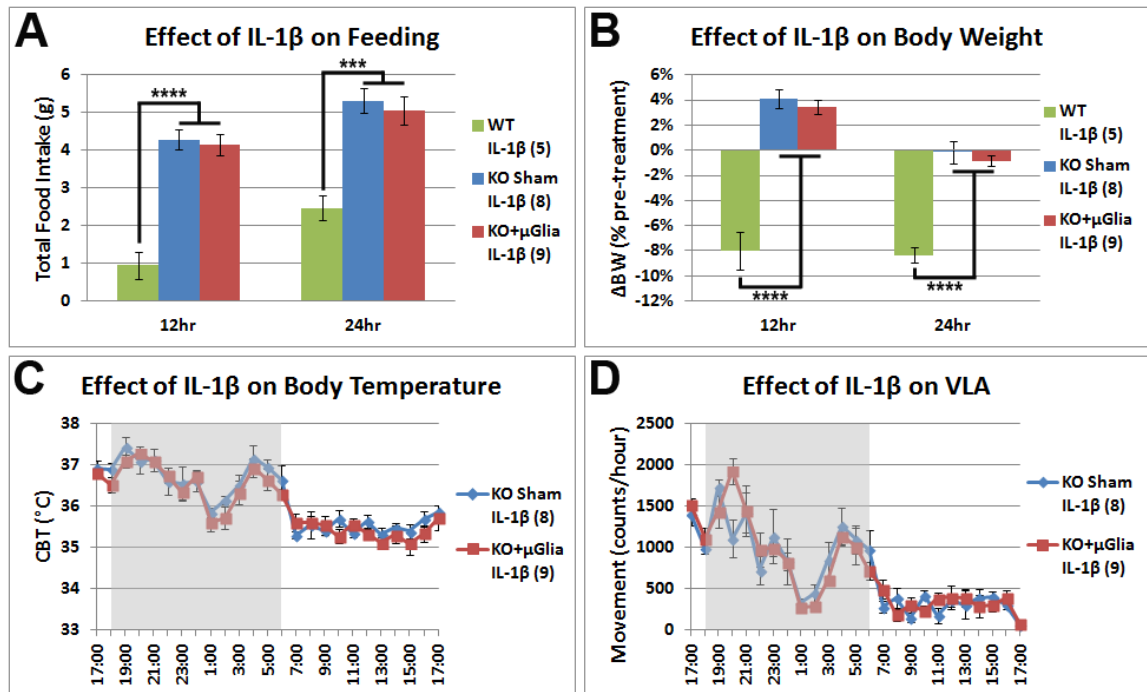 A
Effect of IL-1β on Feeding
Total Food Intake (g)
6
5
4
3
2
1
0
****
***
12hr
24hr
WT
IL-1β (5)
KO Sham
IL-1β (8)
KO+μGlia
IL-1β (9)
B
Effect of IL-1β on Body Weight
ΔBW (% pre-treatment)
6%
4%
2%
0%
-2%
-4%
-6%
-8%
-10%
-12%
****
****
12hr
24hr
WT
IL-1β (5)
KO Sham
IL-1β (8)
KO+μGlia
IL-1β (9)
C
Effect of IL-1β on Body Temperature
CBT (°C)
38
37
36
35
34
33
17:00
19:00
21:00
23:00
1:00
3:00
5:00
7:00
9:00
11:00
13:00
15:00
17:00
KO Sham
IL-1β (8)
KO+μGlia
IL-1β (9)
D
Effect of IL-1β on VLA
Movement (counts/hour)
2500
2000
1500
1000
500
0
17:00
19:00
21:00
23:00
1:00
3:00
5:00
7:00
9:00
11:00
13:00
15:00
17:00
KO Sham
IL-1β (8)
KO+μGlia
IL-1β (9)